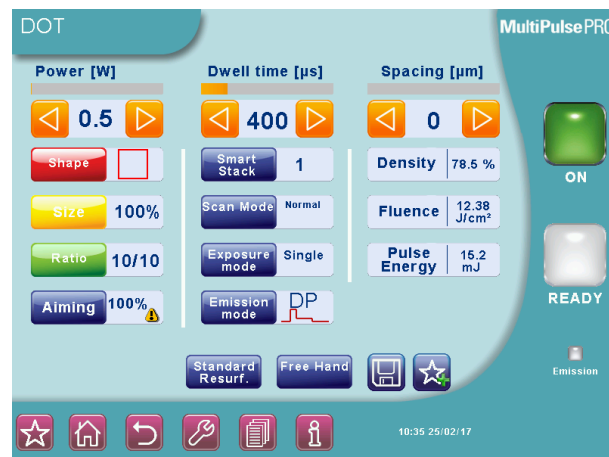 DOT
MultiPulse PRO
Power [W]
Dwell time [µs]
Spacing [µm]
0.5
400
0
Shape
Smart
Stack
1
Density
78.5 %
Size
100%
Scan Mode
Normal
Fluence
12.38
J/cm²
Ratio
10/10
Exposure
mode
Single
Pulse
Energy
15.2
mJ
Aiming
100%
Emission
mode
DP
Standard
Resurf.
Free Hand
ON
READY
Emission
10:35 25/02/17